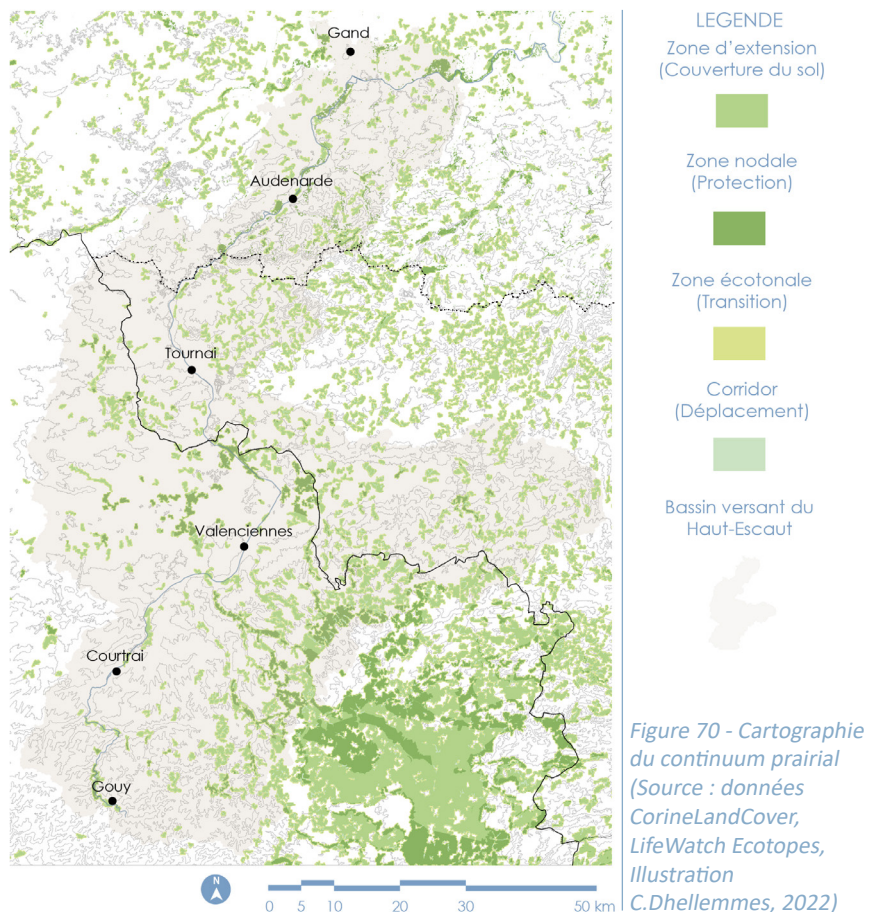 Gand
Audenarde
Tournai
Valenciennes
Courtrai
Gouy
N
0 5 10 20 30 50 km
LEGENDE
Zone d'extension
(Couverture du sol)
Zone nodale
(Protection)
Zone écotonale
(Transition)
Corridor
(Déplacement)
Bassin versant du
Haut-Escaut
Figure 70 - Cartographie
du continuum prairial
(Source : données
CorineLandCover,
LifeWatch Ecotopes,
Illustration
C.Dhellemmes, 2022)